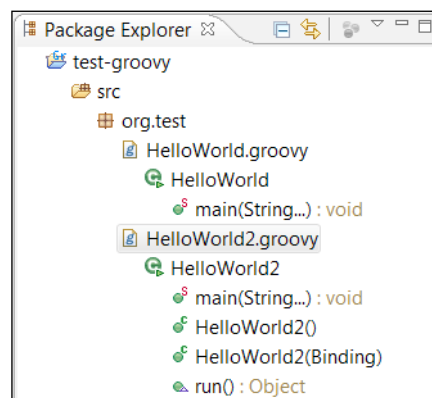 Package Explorer
test-groovy
src
org.test
HelloWorld.groovy
HelloWorld
main(String...) : void
HelloWorld2.groovy
HelloWorld2
main(String...) : void
HelloWorld2()
HelloWorld2(Binding)
run() : Object